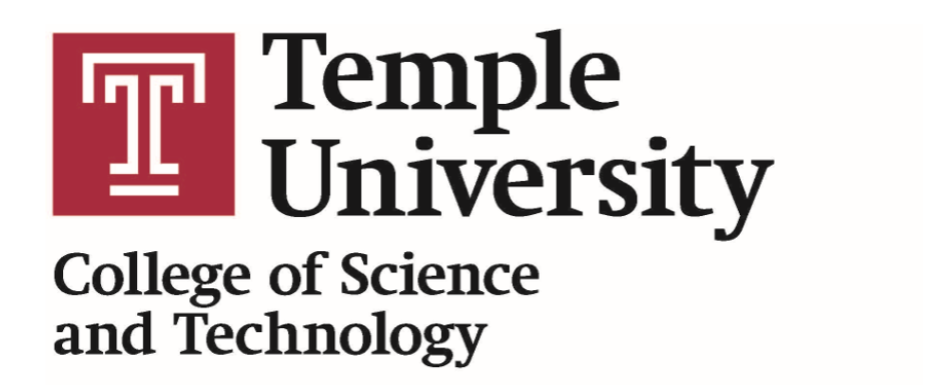 Temple
University
College of Science
and Technology